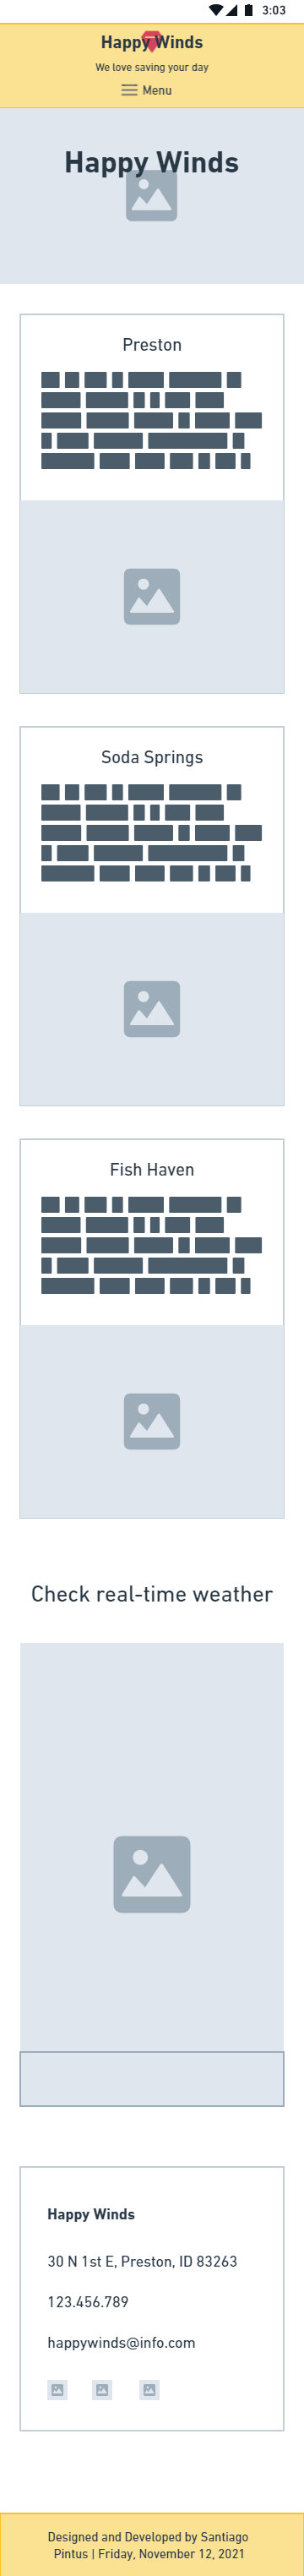 3:03
Happy Winds
We love saving your day
Menu
Happy Winds
Preston
Soda Springs
Fish Haven
Check real-time weather
Happy Winds
30 N 1st E, Preston, ID 83263
123.456.789
happywinds@info.com
Designed and Developed by Santiago
Pintus | Friday, November 12, 2021